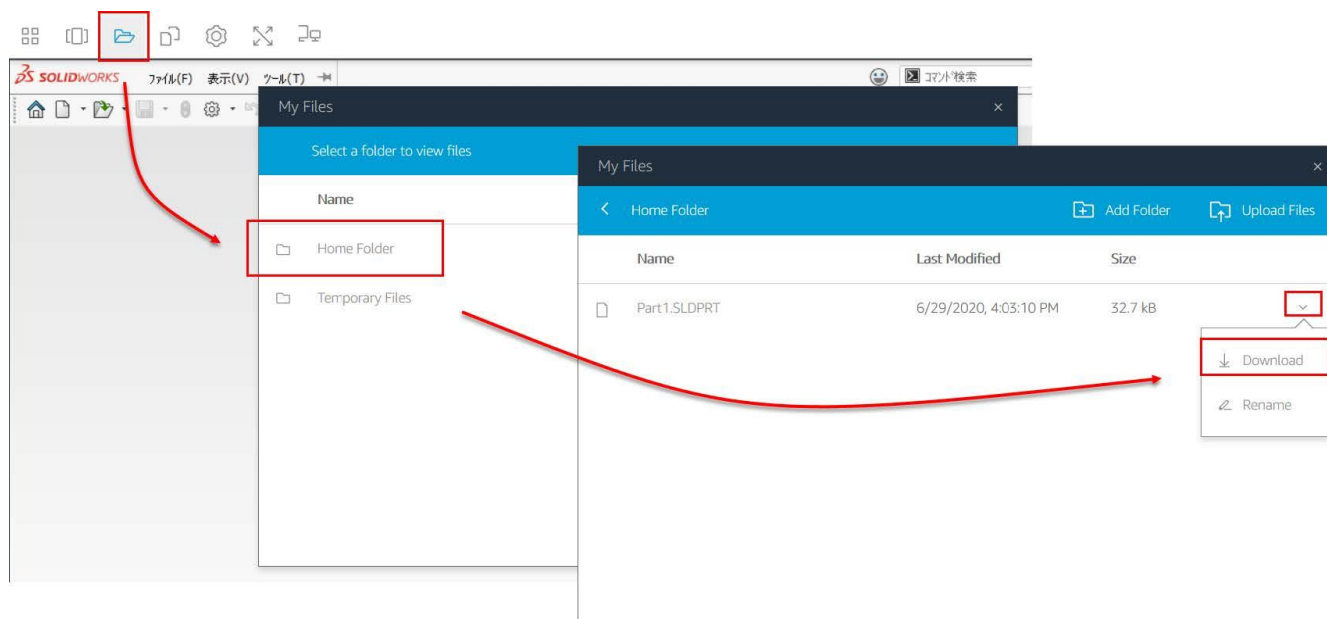 SOLIDWORKS ファイル(F) 表示(V) ツール(T) コマンド検索
My Files
Select a folder to view files
Name
Home Folder
Temporary Files
My Files
Home Folder Add Folder Upload Files
Name Last Modified Size
Part1.SLDPRT 6/29/2020, 4:03:10 PM 32.7 kB
Download
Rename